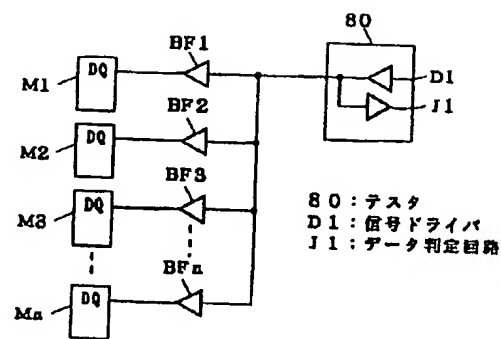 80
BF1
DQ
M1
D1
J1
BF2
DQ
M2
BF3
DQ
M3
80:テスタ
D1:信号ドライバ
J1:データ判定回路
BFn
DQ
Mn